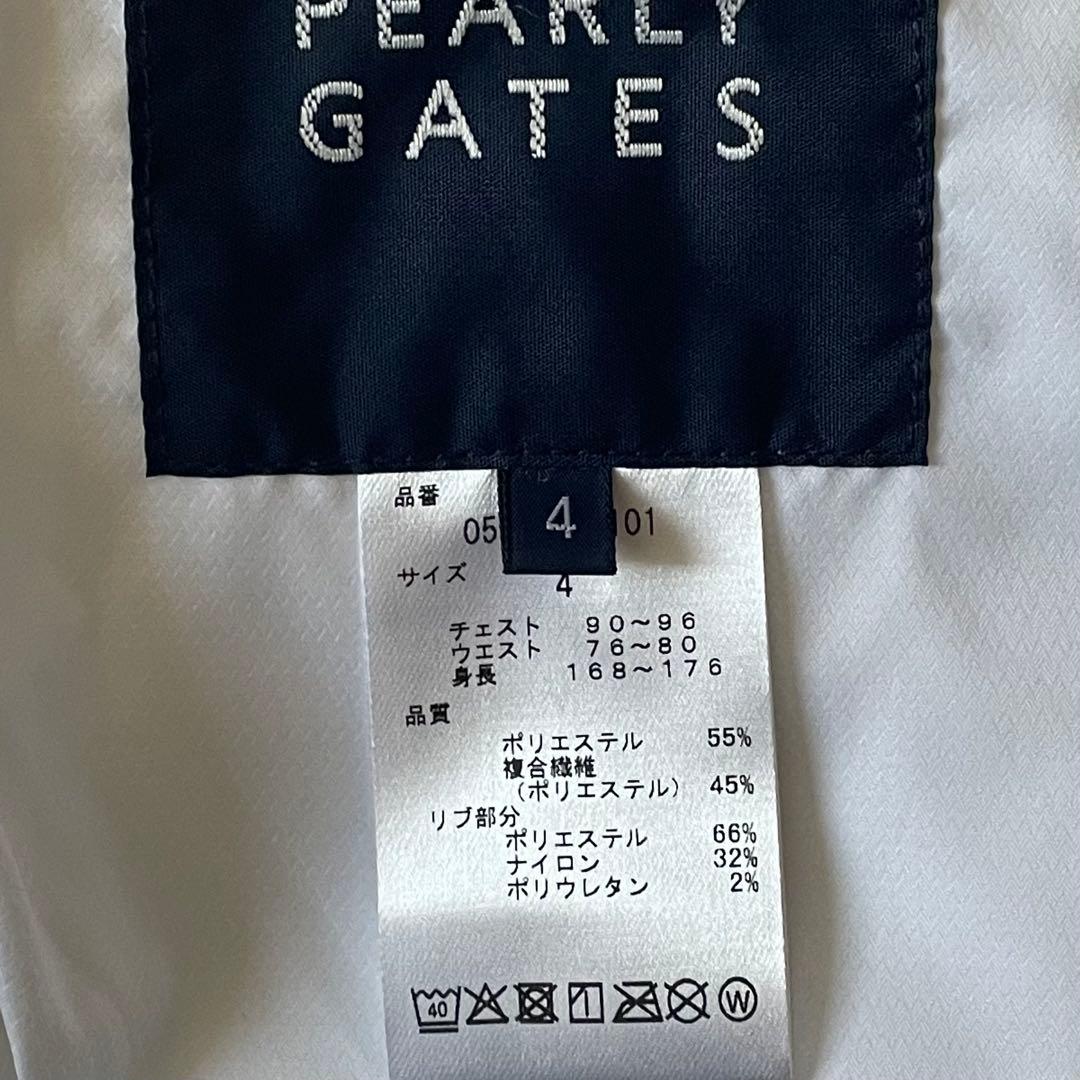 PEARLY
GATES
4
品番
05 101
サイズ 4
チェスト 90～96
ウエスト 76～80
身長 168～176
品質
ポリエステル 55%
複合繊維
（ポリエステル） 45%
リブ部分
ポリエステル 66%
ナイロン 32%
ポリウレタン 2%
40 W